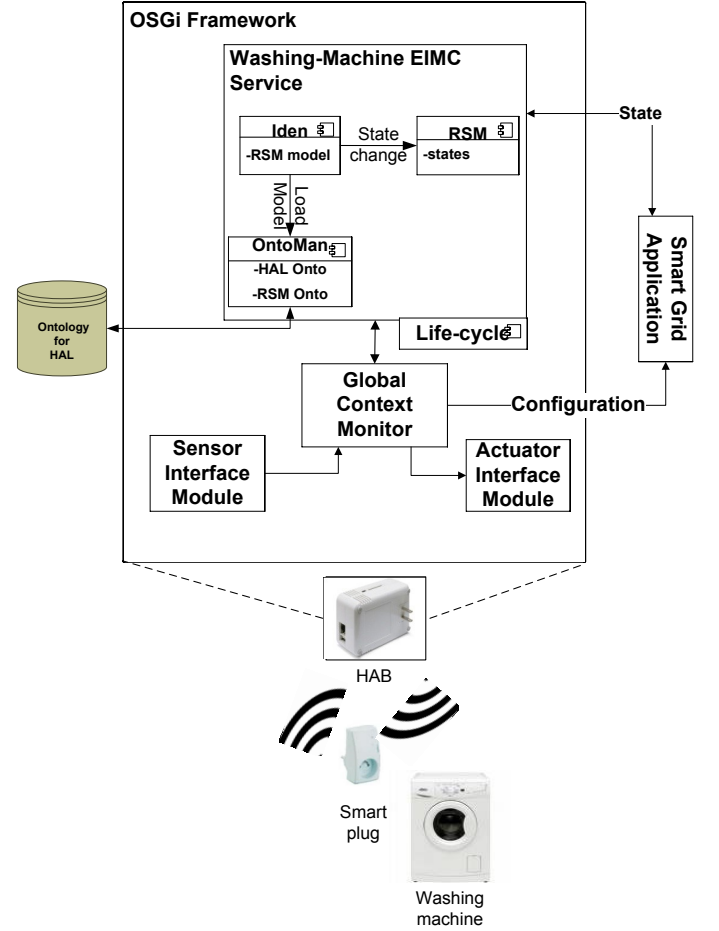 OSGi Framework
Washing-Machine EIMC
Service
Iden
-RSM model
State
change
RSM
-states
Load
Model
OntoMan
-HAL Onto
-RSM Onto
State
Smart Grid
Application
Ontology
for
HAL
Life-cycle
Global
Context
Monitor
Configuration
Sensor
Interface
Module
Actuator
Interface
Module
HAB
Smart
plug
Washing
machine